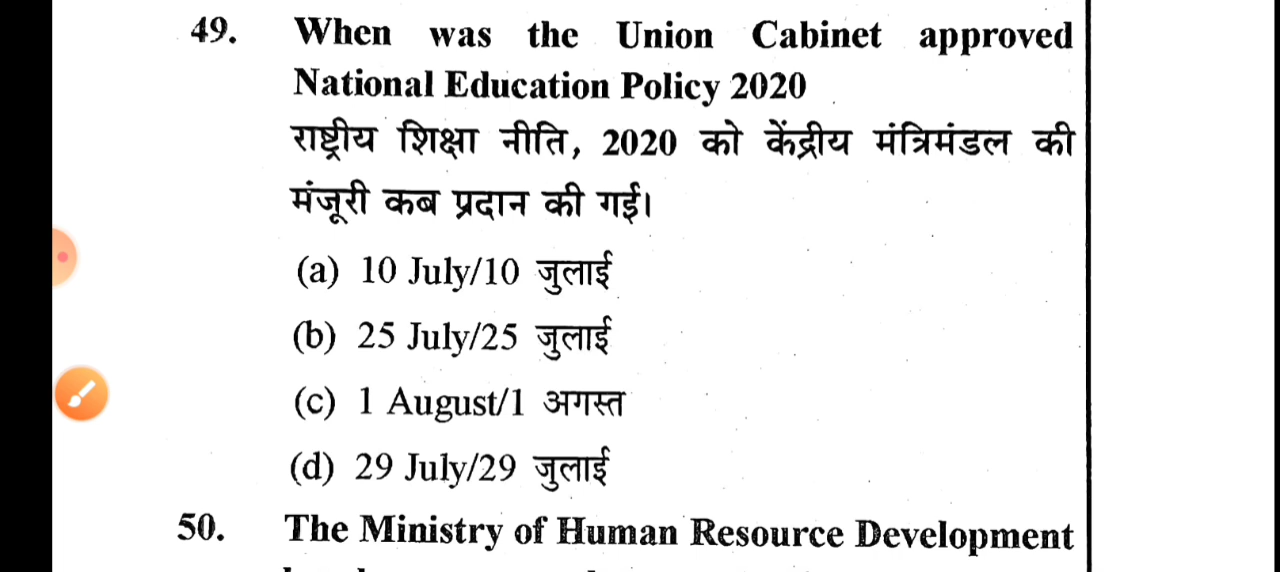 49. When was the Union Cabinet approved
National Education Policy 2020
राष्ट्रीय शिक्षा नीति, 2020 को केंद्रीय मंत्रिमंडल की
मंजूरी कब प्रदान की गई।
(a) 10 July/10 जुलाई
(b) 25 July/25 जुलाई
(c) 1 August/1 अगस्त
(d) 29 July/29 जुलाई
50. The Ministry of Human Resource Development